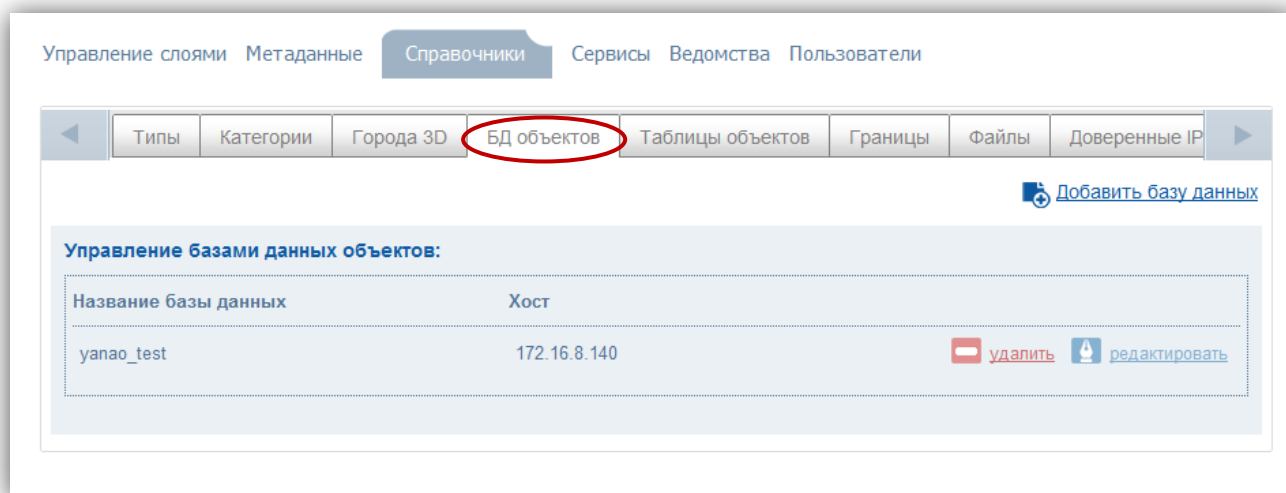 Управление слоями Метаданные Справочники Сервисы Ведомства Пользователи
Типы Категории Города 3D БД объектов Таблицы объектов Границы Файлы Доверенные IP
Добавить базу данных
Управление базами данных объектов:
Название базы данных Хост
yanao_test 172.16.8.140 удалить редактировать